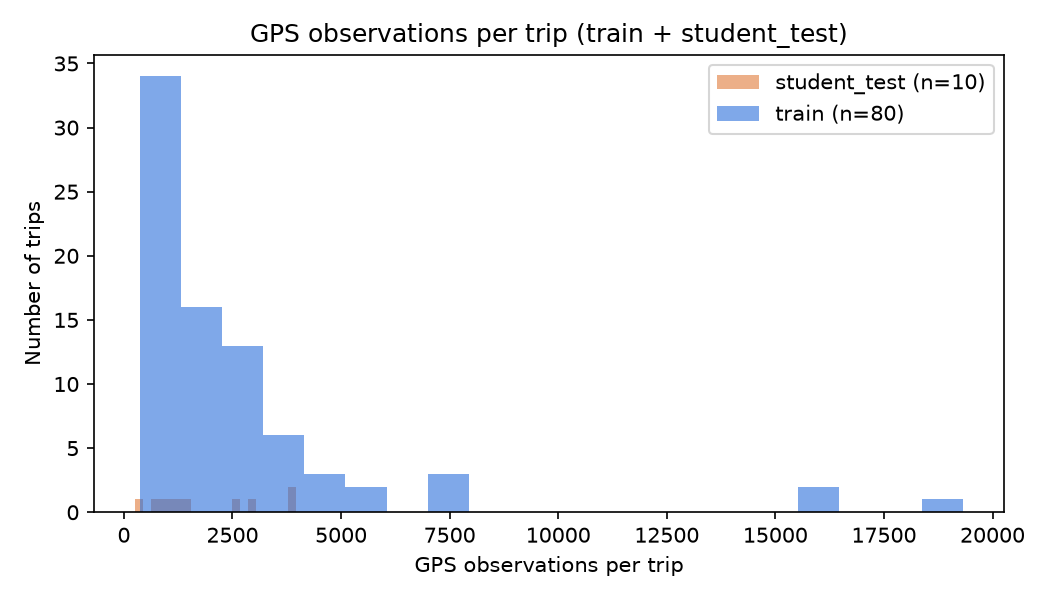 GPS observations per trip (train + student_test)
student_test (n=10)
train (n=80)
Number of trips
35
30
25
20
15
10
5
0
0 2500 5000 7500 10000 12500 15000 17500 20000
GPS observations per trip